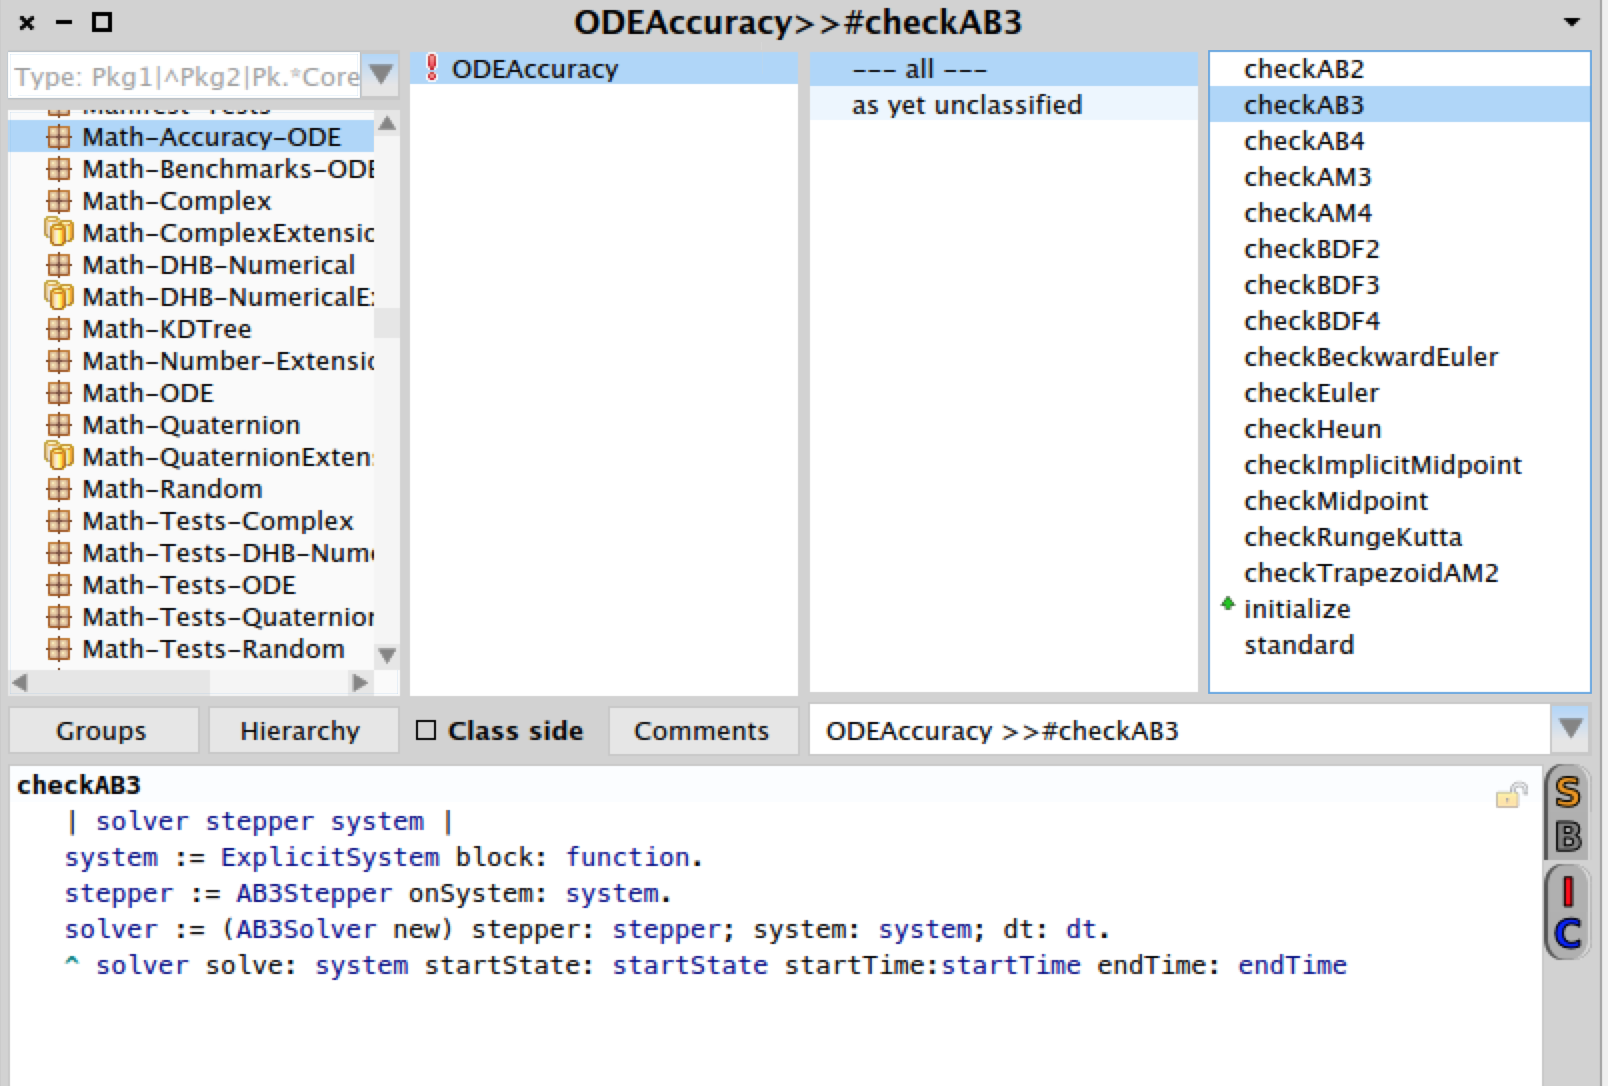 ODEAccuracy>>#checkAB3
Type: Pkg1|^Pkg2|Pk.*Core
Manifest-Tests
Math-Accuracy-ODE
Math-Benchmarks-ODE
Math-Complex
Math-ComplexExtensic
Math-DHB-Numerical
Math-DHB-NumericalE
Math-KDTree
Math-Number-Extensic
Math-ODE
Math-Quaternion
Math-QuaternionExten
Math-Random
Math-Tests-Complex
Math-Tests-DHB-Nume
Math-Tests-ODE
Math-Tests-Quaternion
Math-Tests-Random
ODEAccuracy
--- all ---
as yet unclassified
checkAB2
checkAB3
checkAB4
checkAM3
checkAM4
checkBDF2
checkBDF3
checkBDF4
checkBeckwardEuler
checkEuler
checkHeun
checkImplicitMidpoint
checkMidpoint
checkRungeKutta
checkTrapezoidAM2
initialize
standard
Groups
Hierarchy
Class side
Comments
ODEAccuracy >>#checkAB3
checkAB3
| solver stepper system |
system := ExplicitSystem block: function.
stepper := AB3Stepper onSystem: system.
solver := (AB3Solver new) stepper: stepper; system: system; dt: dt.
^ solver solve: system startState: startState startTime:startTime endTime: endTime
S
B
I
C